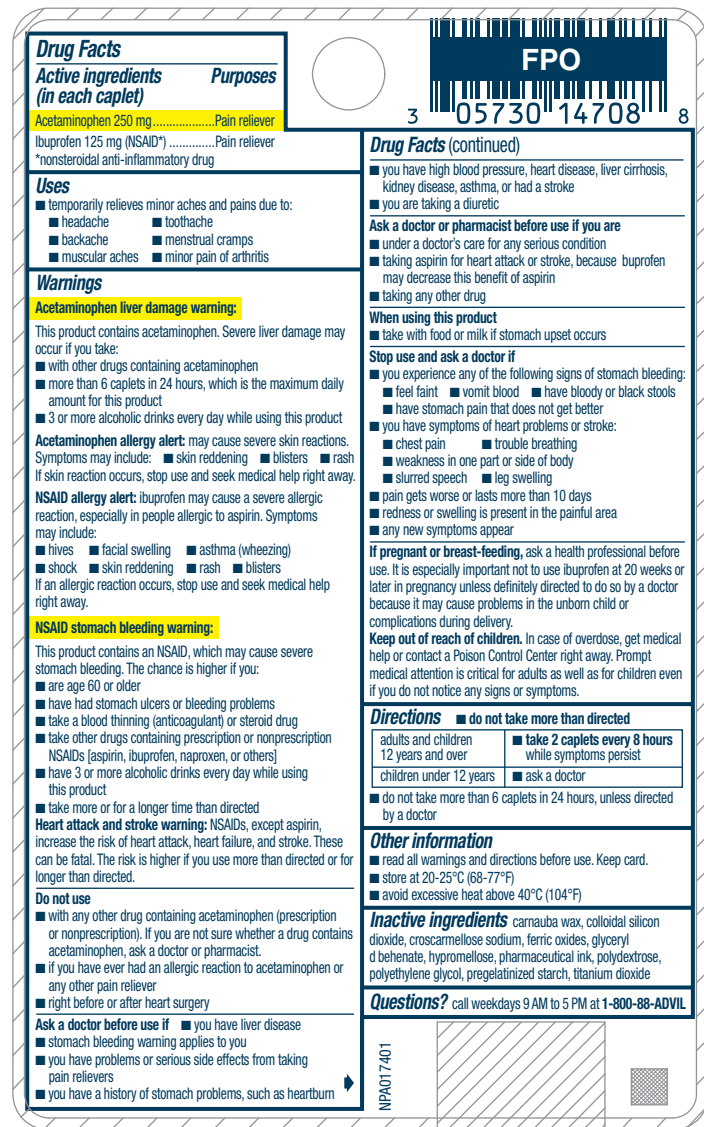 Drug Facts
Active ingredients Purposes
(in each caplet)
Acetaminophen 250 mg.................Pain reliever
Ibuprofen 125 mg (NSAID*) ..............Pain reliever
*nonsteroidal anti-inflammatory drug
Uses
■ temporarily relieves minor aches and pains due to:
■ headache ■ toothache
■ backache ■ menstrual cramps
■ muscular aches ■ minor pain of arthritis
Warnings
Acetaminophen liver damage warning:
This product contains acetaminophen. Severe liver damage may
occur if you take:
■ with other drugs containing acetaminophen
■ more than 6 caplets in 24 hours, which is the maximum daily
amount for this product
■ 3 or more alcoholic drinks every day while using this product
Acetaminophen allergy alert: may cause severe skin reactions.
Symptoms may include: ■ skin reddening ■ blisters ■ rash
If skin reaction occurs, stop use and seek medical help right away.
NSAID allergy alert: ibuprofen may cause a severe allergic
reaction, especially in people allergic to aspirin. Symptoms
may include:
■ hives ■ facial swelling ■ asthma (wheezing)
■ shock ■ skin reddening ■ rash ■ blisters
If an allergic reaction occurs, stop use and seek medical help
right away.
NSAID stomach bleeding warning:
This product contains an NSAID, which may cause severe
stomach bleeding. The chance is higher if you:
■ are age 60 or older
■ have had stomach ulcers or bleeding problems
■ take a blood thinning (anticoagulant) or steroid drug
■ take other drugs containing prescription or nonprescription
NSAIDs [aspirin, ibuprofen, naproxen, or others]
■ have 3 or more alcoholic drinks every day while using
this product
■ take more or for a longer time than directed
Heart attack and stroke warning: NSAIDs, except aspirin,
increase the risk of heart attack, heart failure, and stroke. These
can be fatal. The risk is higher if you use more than directed or for
longer than directed.
Do not use
■ with any other drug containing acetaminophen (prescription
or nonprescription). If you are not sure whether a drug contains
acetaminophen, ask a doctor or pharmacist.
■ if you have ever had an allergic reaction to acetaminophen or
any other pain reliever
■ right before or after heart surgery
Ask a doctor before use if ■ you have liver disease
■ stomach bleeding warning applies to you
■ you have problems or serious side effects from taking
pain relievers
■ you have a history of stomach problems, such as heartburn
FPO
3 05730 14708 8
Drug Facts (continued)
■ you have high blood pressure, heart disease, liver cirrhosis,
kidney disease, asthma, or had a stroke
■ you are taking a diuretic
Ask a doctor or pharmacist before use if you are
■ under a doctor's care for any serious condition
■ taking aspirin for heart attack or stroke, because buprofen
may decrease this benefit of aspirin
■ taking any other drug
When using this product
■ take with food or milk if stomach upset occurs
Stop use and ask a doctor if
■ you experience any of the following signs of stomach bleeding:
■ feel faint ■ vomit blood ■ have bloody or black stools
■ have stomach pain that does not get better
■ you have symptoms of heart problems or stroke:
■ chest pain ■ trouble breathing
■ weakness in one part or side of body
■ slurred speech ■ leg swelling
■ pain gets worse or lasts more than 10 days
■ redness or swelling is present in the painful area
■ any new symptoms appear
If pregnant or breast-feeding, ask a health professional before
use. It is especially important not to use ibuprofen at 20 weeks or
later in pregnancy unless definitely directed to do so by a doctor
because it may cause problems in the unborn child or
complications during delivery.
Keep out of reach of children. In case of overdose, get medical
help or contact a Poison Control Center right away. Prompt
medical attention is critical for adults as well as for children even
if you do not notice any signs or symptoms.
Directions ■ do not take more than directed
adults and children ■ take 2 caplets every 8 hours
12 years and over while symptoms persist
children under 12 years ■ ask a doctor
■ do not take more than 6 caplets in 24 hours, unless directed
by a doctor
Other information
■ read all warnings and directions before use. Keep card.
■ store at 20-25°C (68-77°F)
■ avoid excessive heat above 40°C (104°F)
Inactive ingredients carnauba wax, colloidal silicon
dioxide, croscarmellose sodium, ferric oxides, glyceryl
d behenate, hypromellose, pharmaceutical ink, polydextrose,
polyethylene glycol, pregelatinized starch, titanium dioxide
Questions? call weekdays 9 AM to 5 PM at 1-800-88-ADVIL
NPA017401